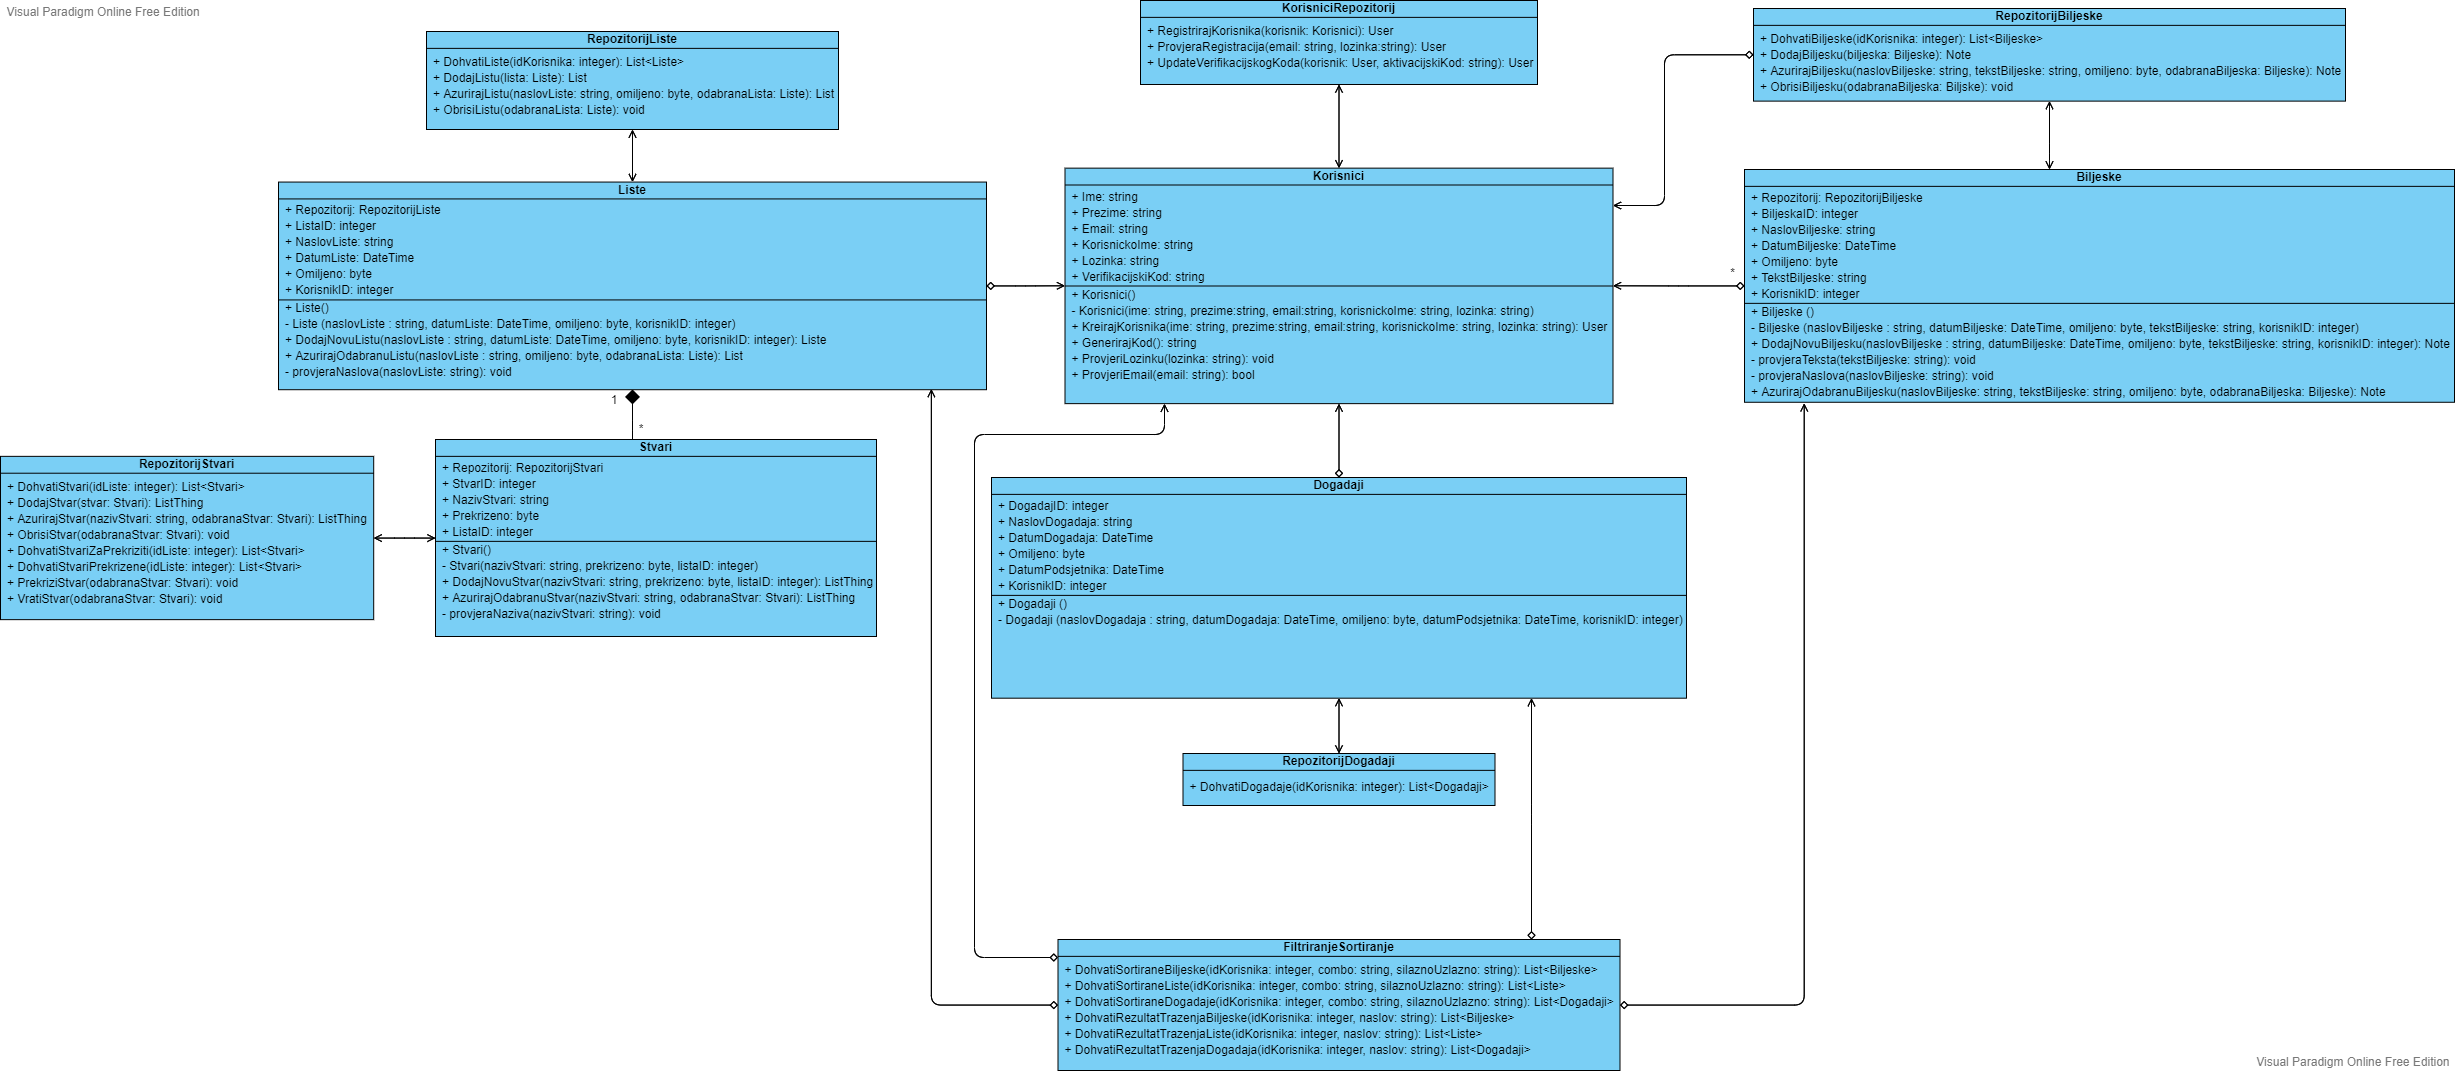 Visual Paradigm Online Free Edition
RepozitorijListe
+ DohvatiListe(idKorisnika: integer): List<Liste>
+ DodajListu(lista: Liste): List
+ AzurirajListu(naslovListe: string, omiljeno: byte, odabranaLista: Liste): List
+ ObrisiListu(odabranaLista: Liste): void
KorisniciRepozitorij
+ RegistrirajKorisnika(korisnik: Korisnici): User
+ ProvjeraRegistracija(email: string, lozinka:string): User
+ UpdateVerifikacijskogKoda(korisnik: User, aktivacijskiKod: string): User
RepozitorijBiljeske
+ DohvatiBiljeske(idKorisnika: integer): List<Biljeske>
+ DodajBiljesku(biljeska: Biljeske): Note
+ AzurirajBiljesku(naslovBiljeske: string, tekstBiljeske: string, omiljeno: byte, odabranaBiljeska: Biljeske): Note
+ ObrisiBiljesku(odabranaBiljeska: Biljske): void
Liste
+ Repozitorij: RepozitorijListe
+ ListaID: integer
+ NaslovListe: string
+ DatumListe: DateTime
+ Omiljeno: byte
+ KorisnikID: integer
+ Liste()
- Liste (naslovListe : string, datumListe: DateTime, omiljeno: byte, korisnikID: integer)
+ DodajNovuListu(naslovListe : string, datumListe: DateTime, omiljeno: byte, korisnikID: integer): Liste
+ AzurirajOdabranuListu(naslovListe : string, omiljeno: byte, odabranaLista: Liste): List
- provjeraNaslova(naslovListe: string): void
Korisnici
+ Ime: string
+ Prezime: string
+ Email: string
+ KorisnickoIme: string
+ Lozinka: string
+ VerifikacijskiKod: string
+ Korisnici()
- Korisnici(ime: string, prezime:string, email:string, korisnickoIme: string, lozinka: string)
+ KreirajKorisnika(ime: string, prezime:string, email:string, korisnickoIme: string, lozinka: string): User
+ GenerirajKod(): string
+ ProvjeriLozinku(lozinka: string): void
+ ProvjeriEmail(email: string): bool
*
Biljeske
+ Repozitorij: RepozitorijBiljeske
+ BiljeskaID: integer
+ NaslovBiljeske: string
+ DatumBiljeske: DateTime
+ Omiljeno: byte
+ TekstBiljeske: string
+ KorisnikID: integer
+ Biljeske ()
- Biljeske (naslovBiljeske : string, datumBiljeske: DateTime, omiljeno: byte, tekstBiljeske: string, korisnikID: integer)
+ DodajNovuBiljesku(naslovBiljeske : string, datumBiljeske: DateTime, omiljeno: byte, tekstBiljeske: string, korisnikID: integer): Note
- provjeraTeksta(tekstBiljeske: string): void
- provjeraNaslova(naslovBiljeske: string): void
+ AzurirajOdabranuBiljesku(naslovBiljeske: string, tekstBiljeske: string, omiljeno: byte, odabranaBiljeska: Biljeske): Note
1
*
RepozitorijStvari
+ DohvatiStvari(idListe: integer): List<Stvari>
+ DodajStvar(stvar: Stvari): ListThing
+ AzurirajStvar(nazivStvari: string, odabranaStvar: Stvari): ListThing
+ ObrisiStvar(odabranaStvar: Stvari): void
+ DohvatiStvariZaPrekriziti(idListe: integer): List<Stvari>
+ DohvatiStvariPrekrizene(idListe: integer): List<Stvari>
+ PrekriziStvar(odabranaStvar: Stvari): void
+ VratiStvar(odabranaStvar: Stvari): void
Stvari
+ Repozitorij: RepozitorijStvari
+ StvarID: integer
+ NazivStvari: string
+ Prekrizeno: byte
+ ListaID: integer
+ Stvari()
- Stvari(nazivStvari: string, prekrizeno: byte, listaID: integer)
+ DodajNovuStvar(nazivStvari: string, prekrizeno: byte, listaID: integer): ListThing
+ AzurirajOdabranuStvar(nazivStvari: string, odabranaStvar: Stvari): ListThing
- provjeraNaziva(nazivStvari: string): void
Dogadaji
+ DogadajID: integer
+ NaslovDogadaja: string
+ DatumDogadaja: DateTime
+ Omiljeno: byte
+ DatumPodsjetnika: DateTime
+ KorisnikID: integer
+ Dogadaji ()
- Dogadaji (naslovDogadaja : string, datumDogadaja: DateTime, omiljeno: byte, datumPodsjetnika: DateTime, korisnikID: integer)
RepozitorijDogadaji
+ DohvatiDogadaje(idKorisnika: integer): List<Dogadaji>
FiltriranjeSortiranje
+ DohvatiSortiraneBiljeske(idKorisnika: integer, combo: string, silaznoUzlazno: string): List<Biljeske>
+ DohvatiSortiraneListe(idKorisnika: integer, combo: string, silaznoUzlazno: string): List<Liste>
+ DohvatiSortiraneDogadaje(idKorisnika: integer, combo: string, silaznoUzlazno: string): List<Dogadaji>
+ DohvatiRezultatTrazenjaBiljeske(idKorisnika: integer, naslov: string): List<Biljeske>
+ DohvatiRezultatTrazenjaListe(idKorisnika: integer, naslov: string): List<Liste>
+ DohvatiRezultatTrazenjaDogadaja(idKorisnika: integer, naslov: string): List<Dogadaji>
Visual Paradigm Online Free Edition